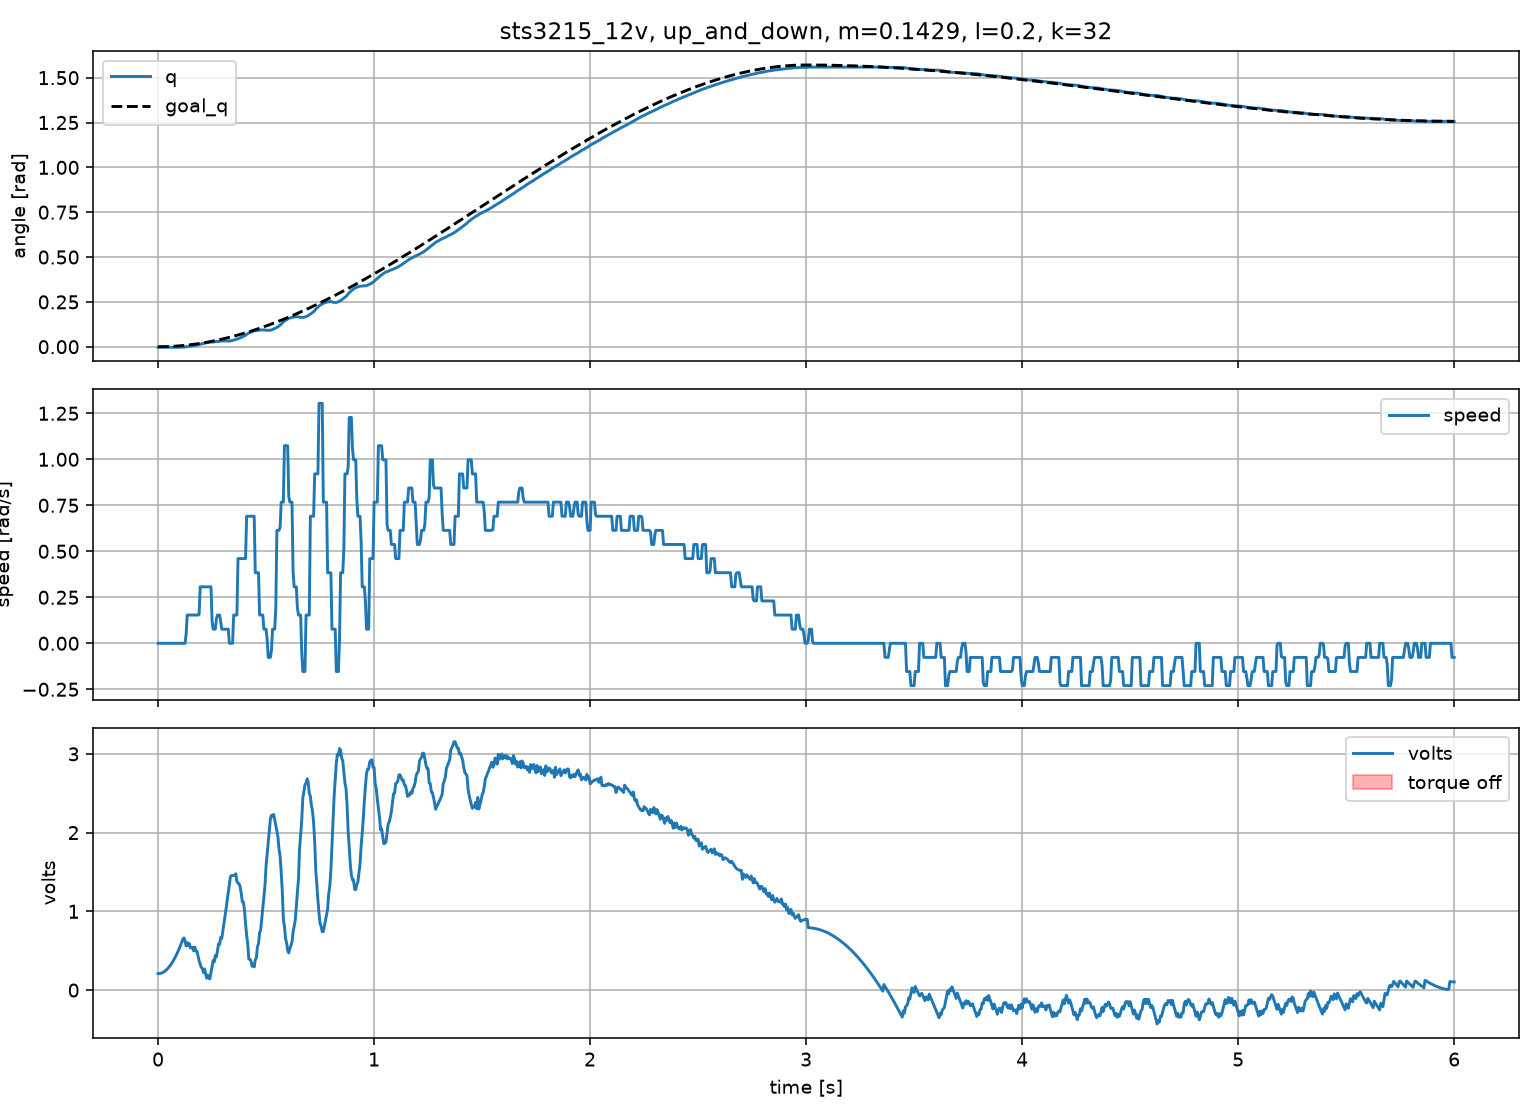 sts3215_12v, up_and_down, m=0.1429, l=0.2, k=32
q
goal_q
angle [rad]
1.50
1.25
1.00
0.75
0.50
0.25
0.00
speed
speed [rad/s]
1.25
1.00
0.75
0.50
0.25
0.00
−0.25
volts
torque off
volts
3
2
1
0
0 1 2 3 4 5 6
time [s]